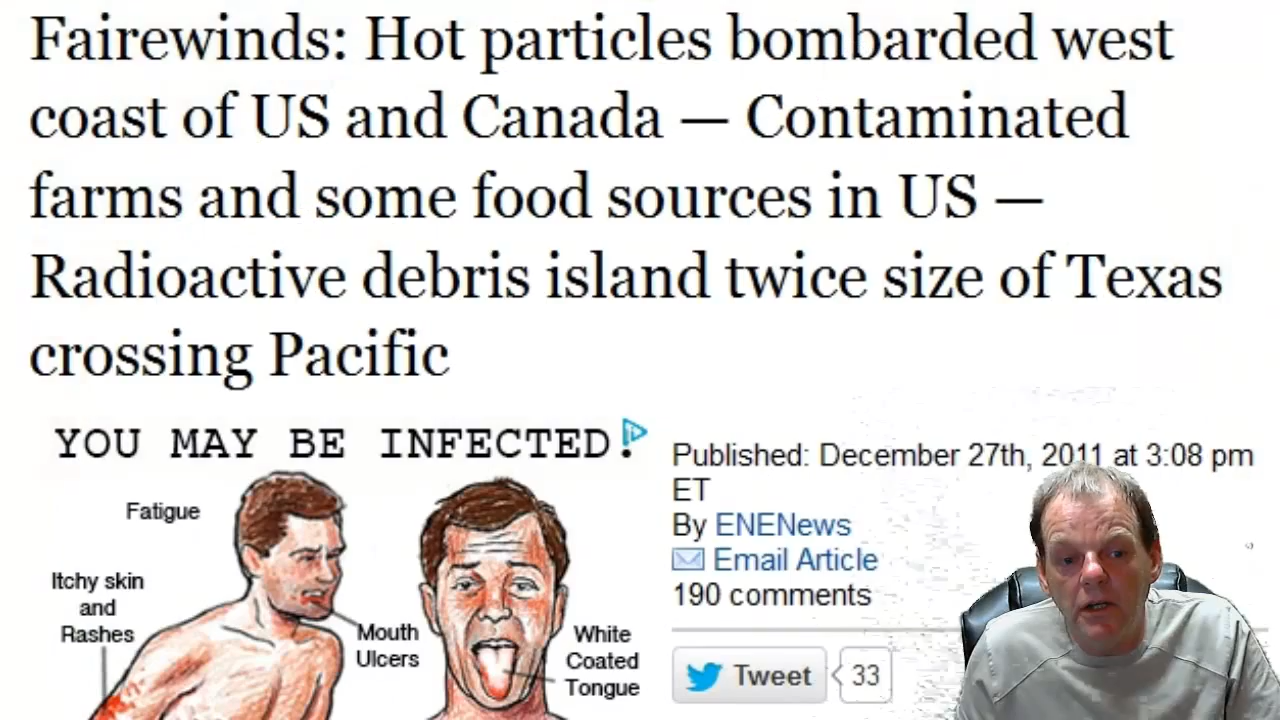 Fairewinds: Hot particles bombarded west
coast of US and Canada — Contaminated
farms and some food sources in US —
Radioactive debris island twice size of Texas
crossing Pacific
YOU MAY BE INFECTED!
Fatigue
Itchy skin
and
Rashes
Mouth
Ulcers
White
Coated
Tongue
Published: December 27th, 2011 at 3:08 pm
ET
By ENENews
Email Article
190 comments
Tweet
33